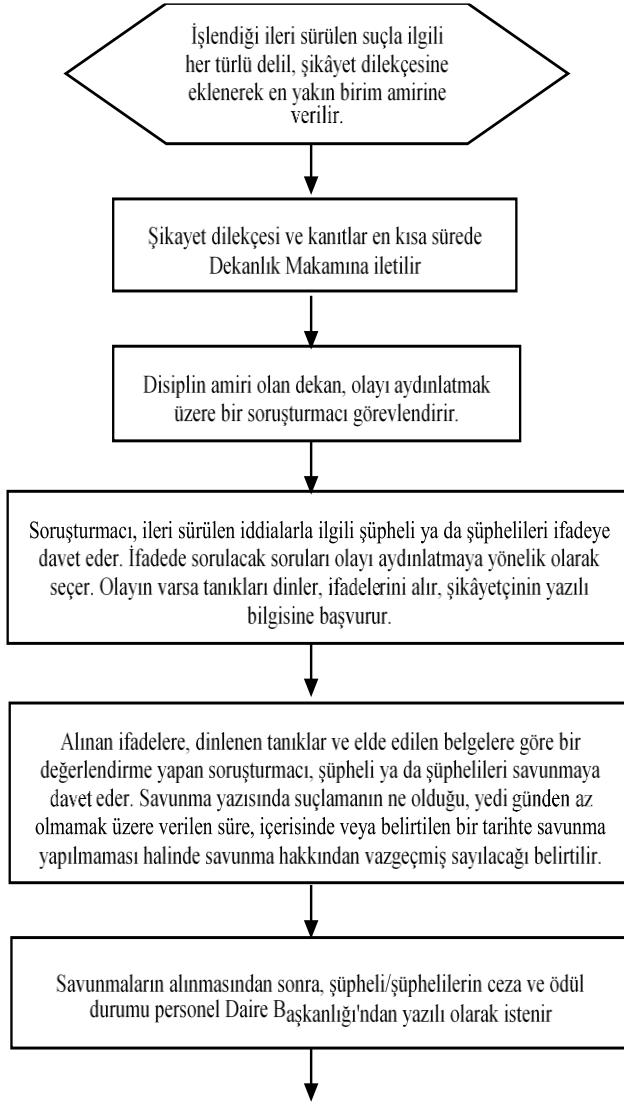 İşlendiği ileri sürülen suçla ilgili
her türlü delil, şikâyet dilekçesine
eklenerek en yakın birim amirine
verilir.
Şikayet dilekçesi ve kanıtlar en kısa sürede
Dekanlık Makamına iletilir
Disiplin amiri olan dekan, olayı aydınlatmak
üzere bir soruşturmacı görevlendirir.
Soruşturmacı, ileri sürülen iddialarla ilgili şüpheli ya da şüphelileri ifadeye
davet eder. İfadede sorulacak soruları olayı aydınlatmaya yönelik olarak
seçer. Olayın varsa tanıkları dinler, ifadelerini alır, şikâyetçinin yazılı
bilgisine başvurur.
Alınan ifadelere, dinlenen tanıklar ve elde edilen belgelere göre bir
değerlendirme yapan soruşturmacı, şüpheli ya da şüphelileri savunmaya
davet eder. Savunma yazısında suçlamanın ne olduğu, yedi günden az
olmamak üzere verilen süre, içerisinde veya belirtilen bir tarihte savunma
yapılmaması halinde savunma hakkından vazgeçmiş sayılacağı belirtilir.
Savunmaların alınmasından sonra, şüpheli/şüphelilerin ceza ve ödül
durumu personel Daire Başkanlığı'ndan yazılı olarak istenir